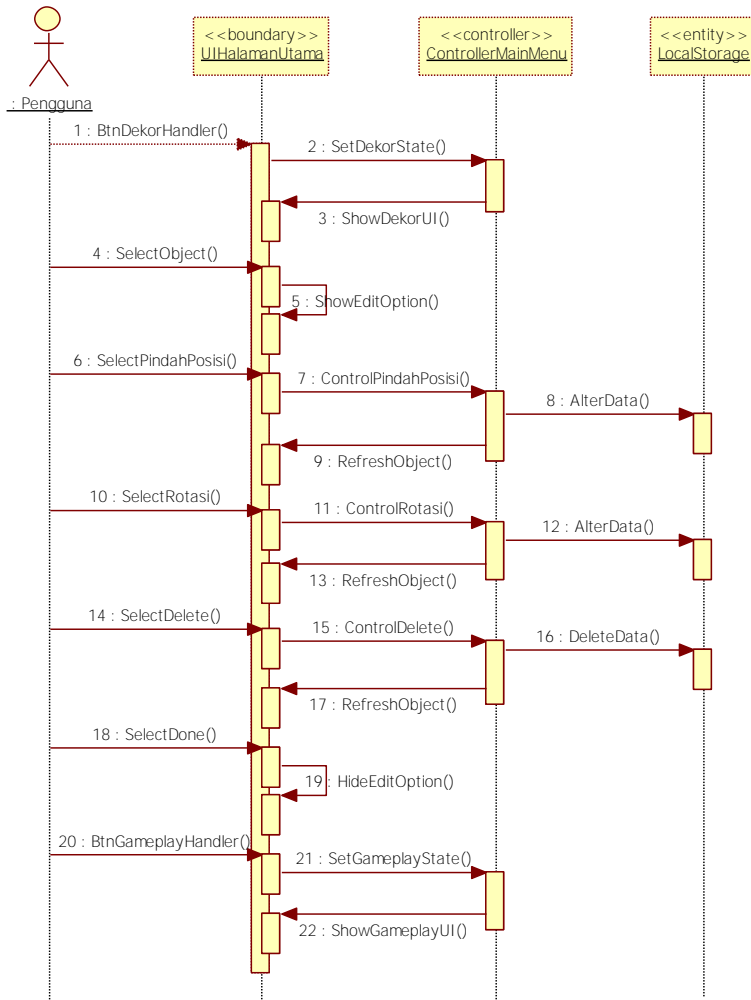 <<boundary>>
UIHalamanUtama
<<controller>>
ControllerMainMenu
<<entity>>
LocalStorage
: Pengguna
1 : BtnDekorHandler()
2 : SetDekorState()
3 : ShowDekorUI()
4 : SelectObject()
5 : ShowEditOption()
6 : SelectPindahPosisi()
7 : ControlPindahPosisi()
8 : AlterData()
9 : RefreshObject()
10 : SelectRotasi()
11 : ControlRotasi()
12 : AlterData()
13 : RefreshObject()
14 : SelectDelete()
15 : ControlDelete()
16 : DeleteData()
17 : RefreshObject()
18 : SelectDone()
19 : HideEditOption()
20 : BtnGameplayHandler()
21 : SetGameplayState()
22 : ShowGameplayUI()